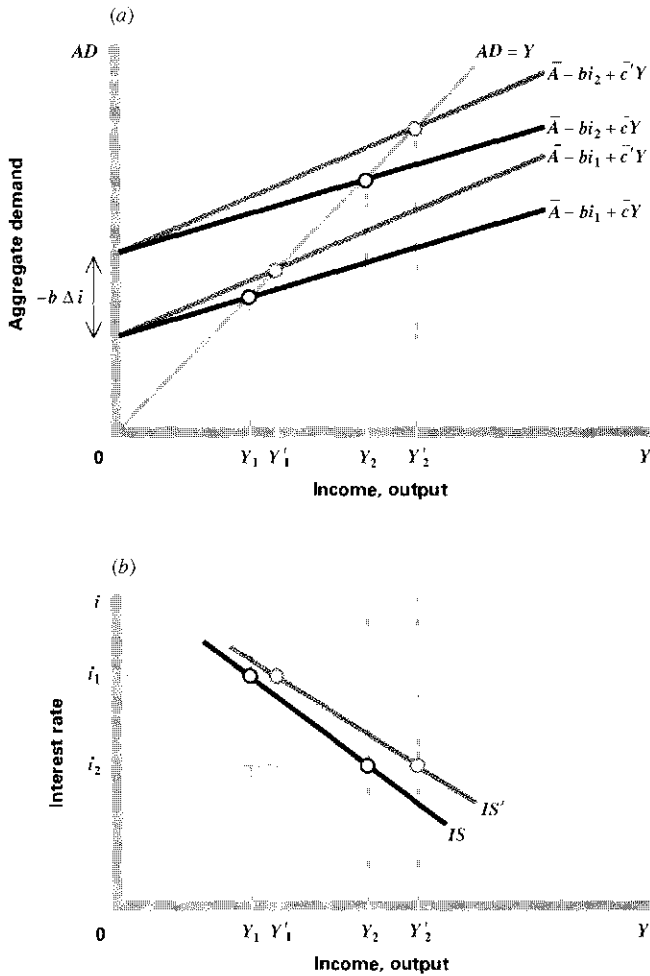 (a)
AD
AD = Y
A̅ − bi₂ + c̅′Y
A̅ − bi₂ + c̅Y
A̅ − bi₁ + c̅′Y
A̅ − bi₁ + c̅Y
Aggregate demand
−b Δi
0 Y₁ Y′₁ Y₂ Y′₂ Y
Income, output
(b)
i
i₁
i₂
Interest rate
IS′
IS
0 Y₁ Y′₁ Y₂ Y′₂ Y
Income, output